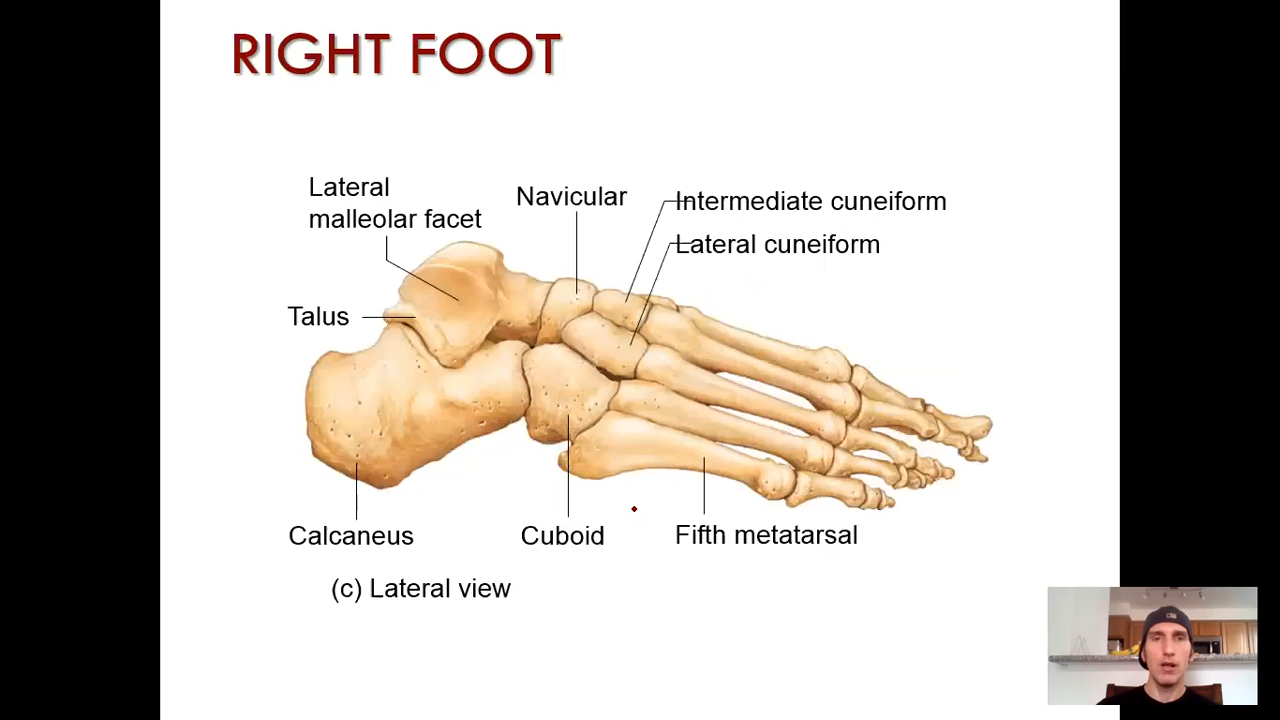 RIGHT FOOT
Lateral
malleolar facet
Navicular
Intermediate cuneiform
Lateral cuneiform
Talus
Calcaneus
Cuboid
Fifth metatarsal
(c) Lateral view